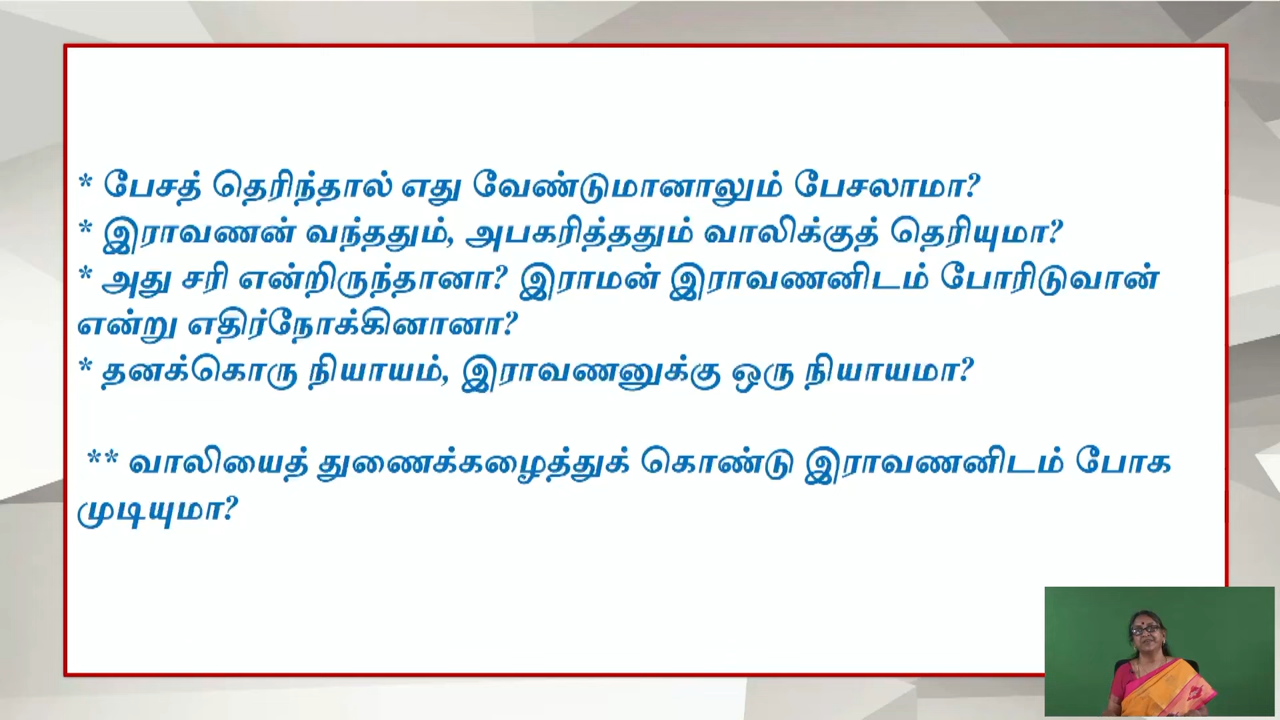 * பேசத் தெரிந்தால் எது வேண்டுமானாலும் பேசலாமா?
* இராவணன் வந்ததும், அபகரித்ததும் வாலிக்குத் தெரியுமா?
* அது சரி என்றிருந்தானா? இராமன் இராவணனிடம் போரிடுவான்
என்று எதிர்நோக்கினானா?
* தனக்கொரு நியாயம், இராவணனுக்கு ஒரு நியாயமா?
** வாலியைத் துணைக்கழைத்துக் கொண்டு இராவணனிடம் போக
முடியுமா?